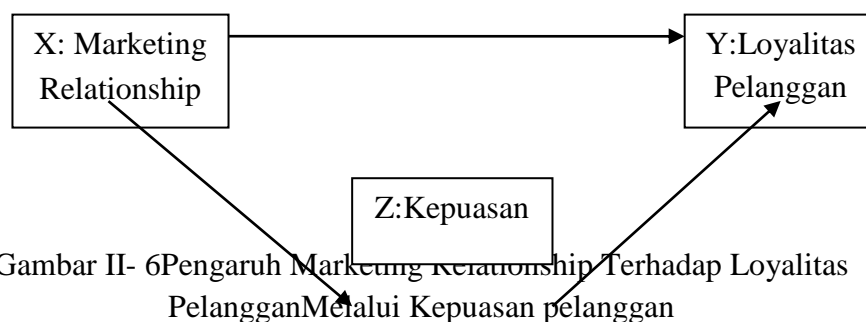 X: Marketing
Relationship
Y:Loyalitas
Pelanggan
Z:Kepuasan
Gambar II- 6Pengaruh Marketing Relationship Terhadap Loyalitas
PelangganMelalui Kepuasan pelanggan